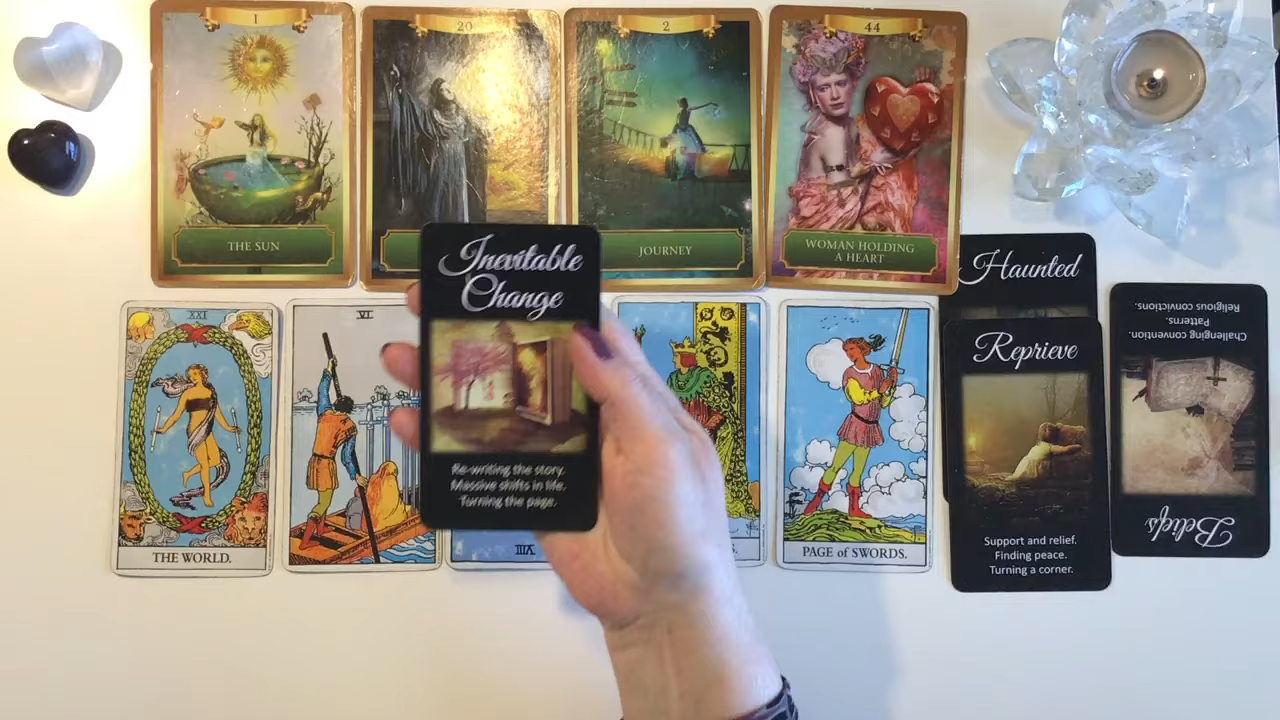 1
THE SUN
20
2
JOURNEY
44
WOMAN HOLDING
A HEART
Inevitable
Change
Re-writing the story.
Massive shifts in life.
Turning the page.
Haunted
Reprieve
Support and relief.
Finding peace.
Turning a corner.
Beliefs
Challenging convention.
Patterns.
Religious convictions.
XXI
THE WORLD.
VI
VIII
PAGE of SWORDS.